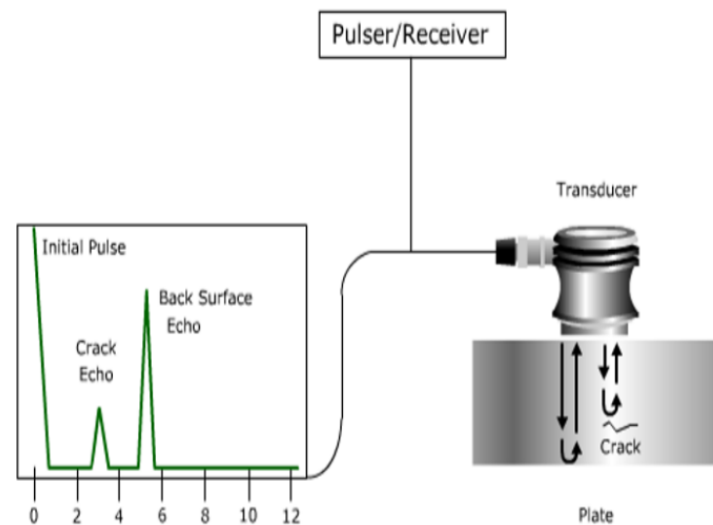 Pulser/Receiver
Transducer
Initial Pulse
Back Surface
Echo
Crack
Echo
Crack
0 2 4 6 8 10 12
Plate